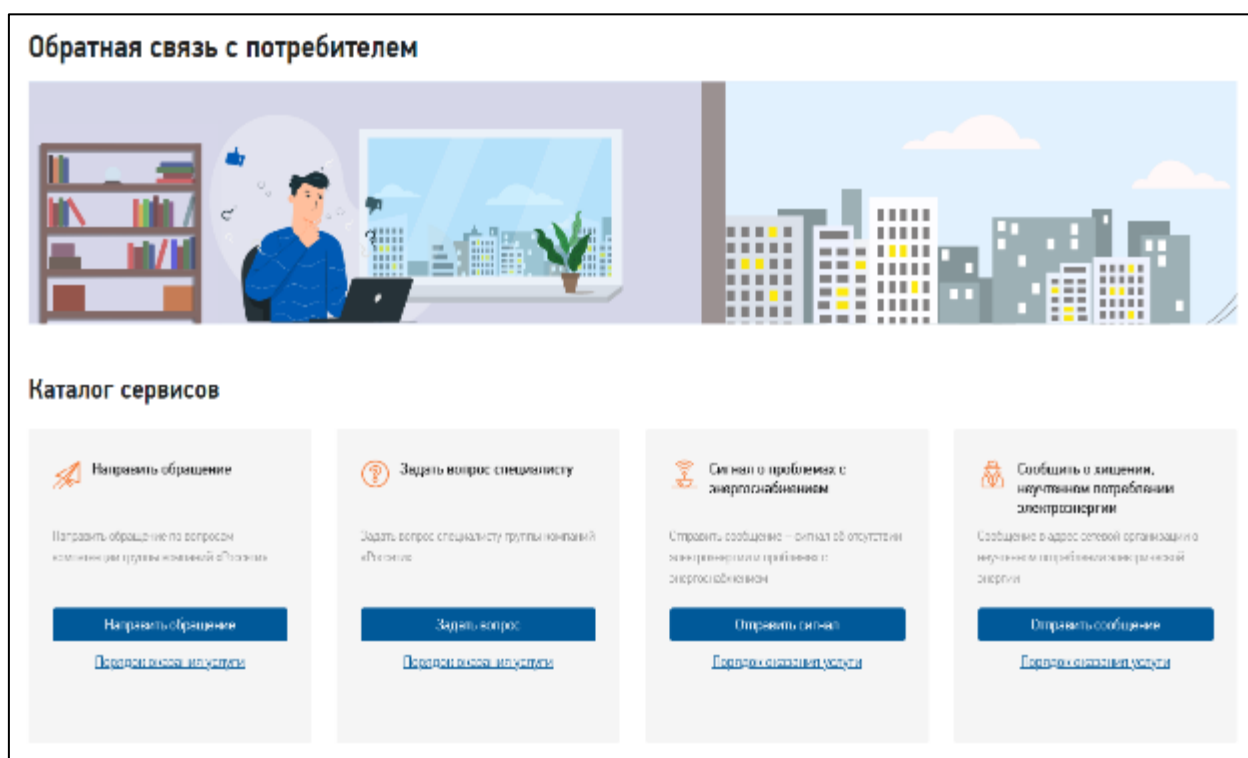 Обратная связь с потребителем
Каталог сервисов
Направить обращение
Направить обращение по вопросам
компетенции группы компаний «Россети»
Направить обращение
Порядок оказания услуги
Задать вопрос специалисту
Задать вопрос специалисту группы компаний
«Россети»
Задать вопрос
Порядок оказания услуги
Сигнал о проблемах с
энергоснабжением
Отправить сообщение – сигнал об отсутствии
электроэнергии и проблемах с
энергоснабжением
Отправить сигнал
Порядок оказания услуги
Сообщить о хищении,
неучтенном потреблении
электроэнергии
Сообщение в адрес сетевой организации о
неучтенном потреблении электрической
энергии
Отправить сообщение
Порядок оказания услуги